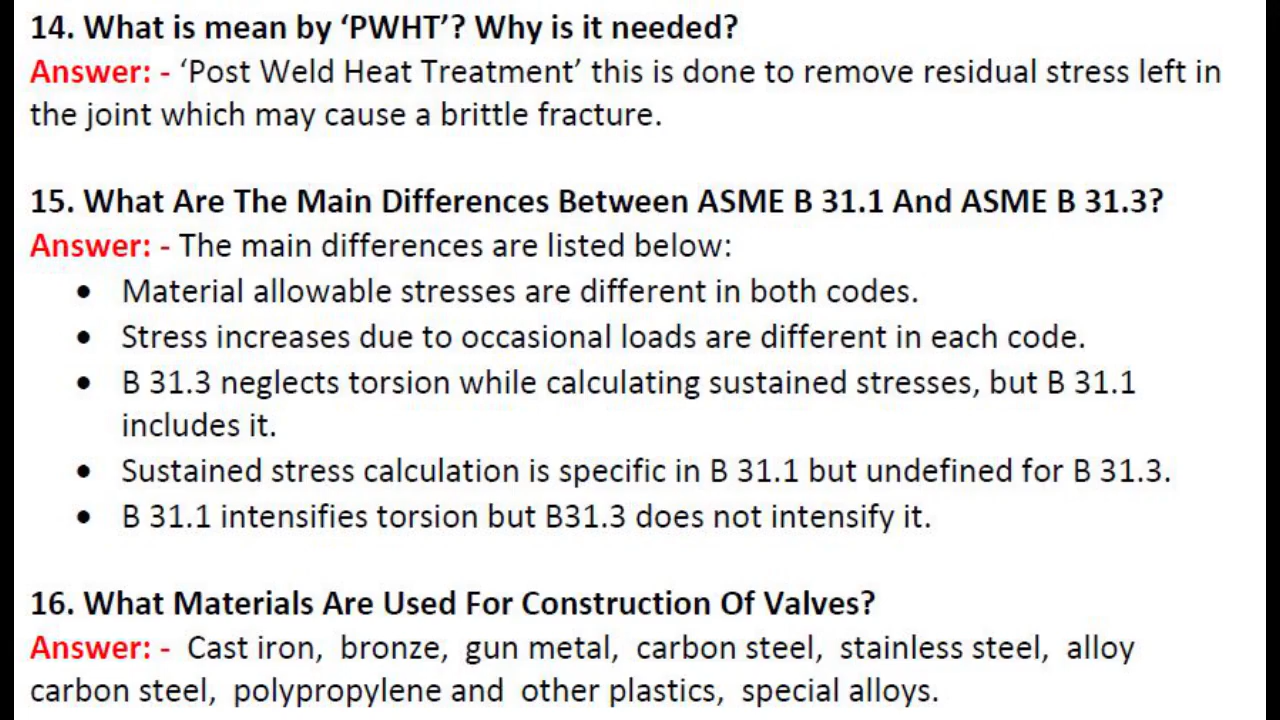 14. What is mean by ‘PWHT’? Why is it needed?
Answer: - ‘Post Weld Heat Treatment’ this is done to remove residual stress left in
the joint which may cause a brittle fracture.
15. What Are The Main Differences Between ASME B 31.1 And ASME B 31.3?
Answer: - The main differences are listed below:
• Material allowable stresses are different in both codes.
• Stress increases due to occasional loads are different in each code.
• B 31.3 neglects torsion while calculating sustained stresses, but B 31.1
includes it.
• Sustained stress calculation is specific in B 31.1 but undefined for B 31.3.
• B 31.1 intensifies torsion but B31.3 does not intensify it.
16. What Materials Are Used For Construction Of Valves?
Answer: - Cast iron, bronze, gun metal, carbon steel, stainless steel, alloy
carbon steel, polypropylene and other plastics, special alloys.